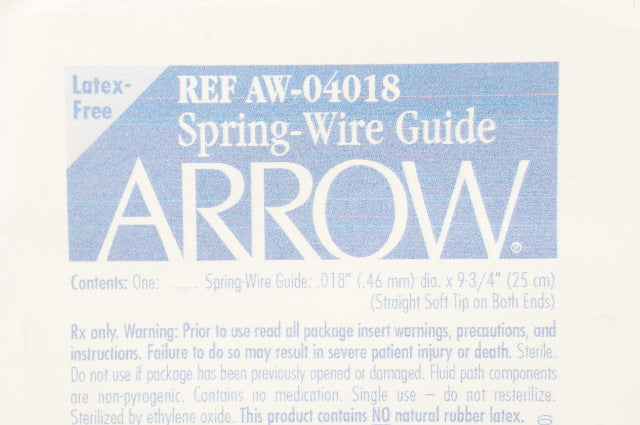 Latex-
Free
REF AW-04018
Spring-Wire Guide
ARROW®
Contents: One: .... Spring-Wire Guide: .018" (.46 mm) dia. x 9-3/4" (25 cm)
(Straight Soft Tip on Both Ends)
Rx only. Warning: Prior to use read all package insert warnings, precautions, and
instructions. Failure to do so may result in severe patient injury or death. Sterile.
Do not use if package has been previously opened or damaged. Fluid path components
are non-pyrogenic. Contains no medication. Single use – do not resterilize.
Sterilized by ethylene oxide. This product contains NO natural rubber latex.